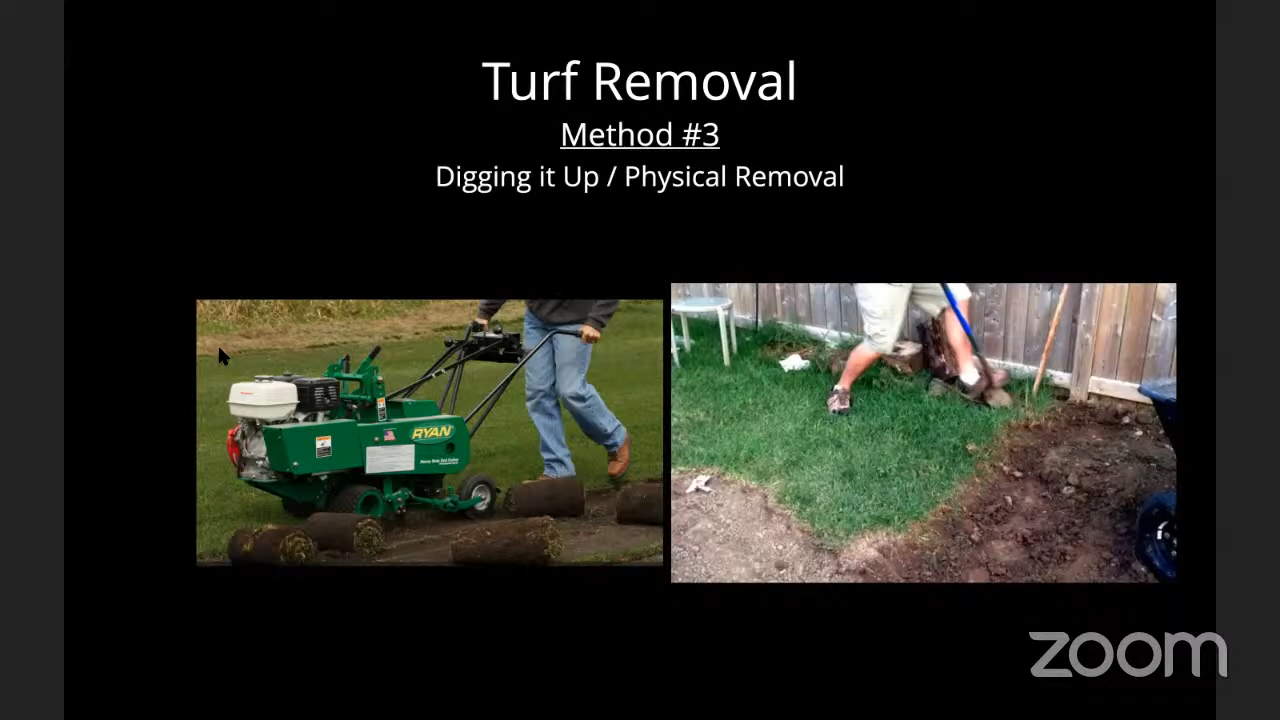 Turf Removal
Method #3
Digging it Up / Physical Removal
RYAN
zoom